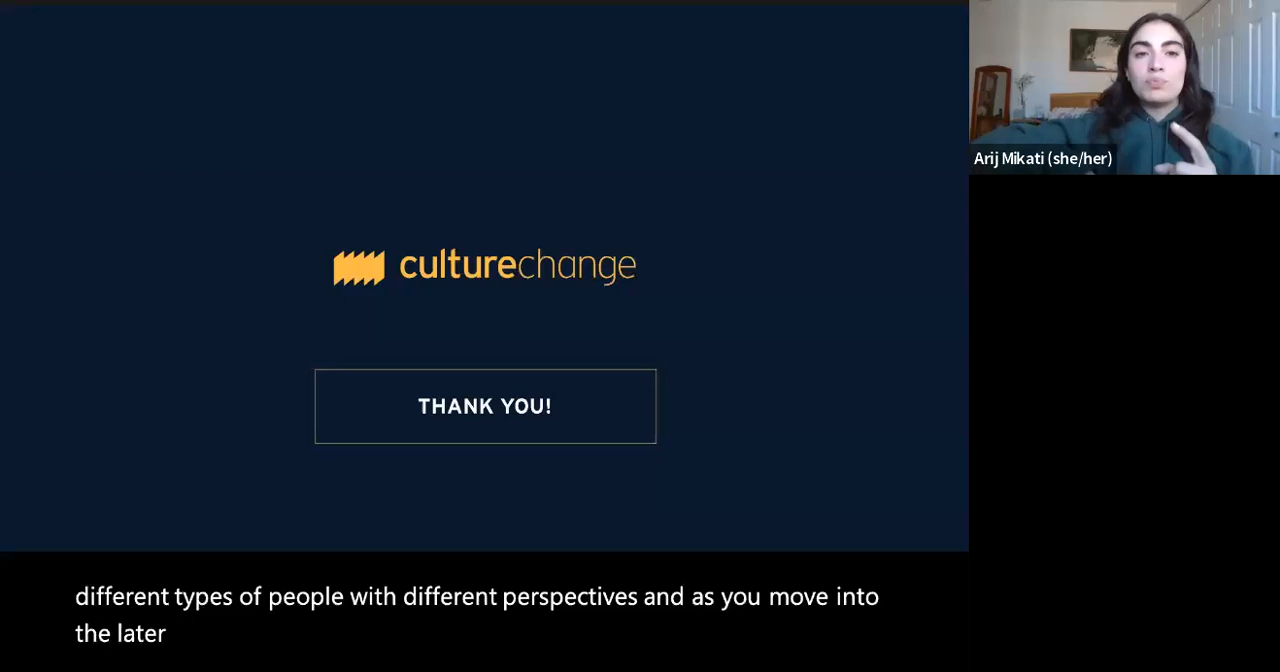 culturechange
THANK YOU!
Arij Mikati (she/her)
different types of people with different perspectives and as you move into
the later